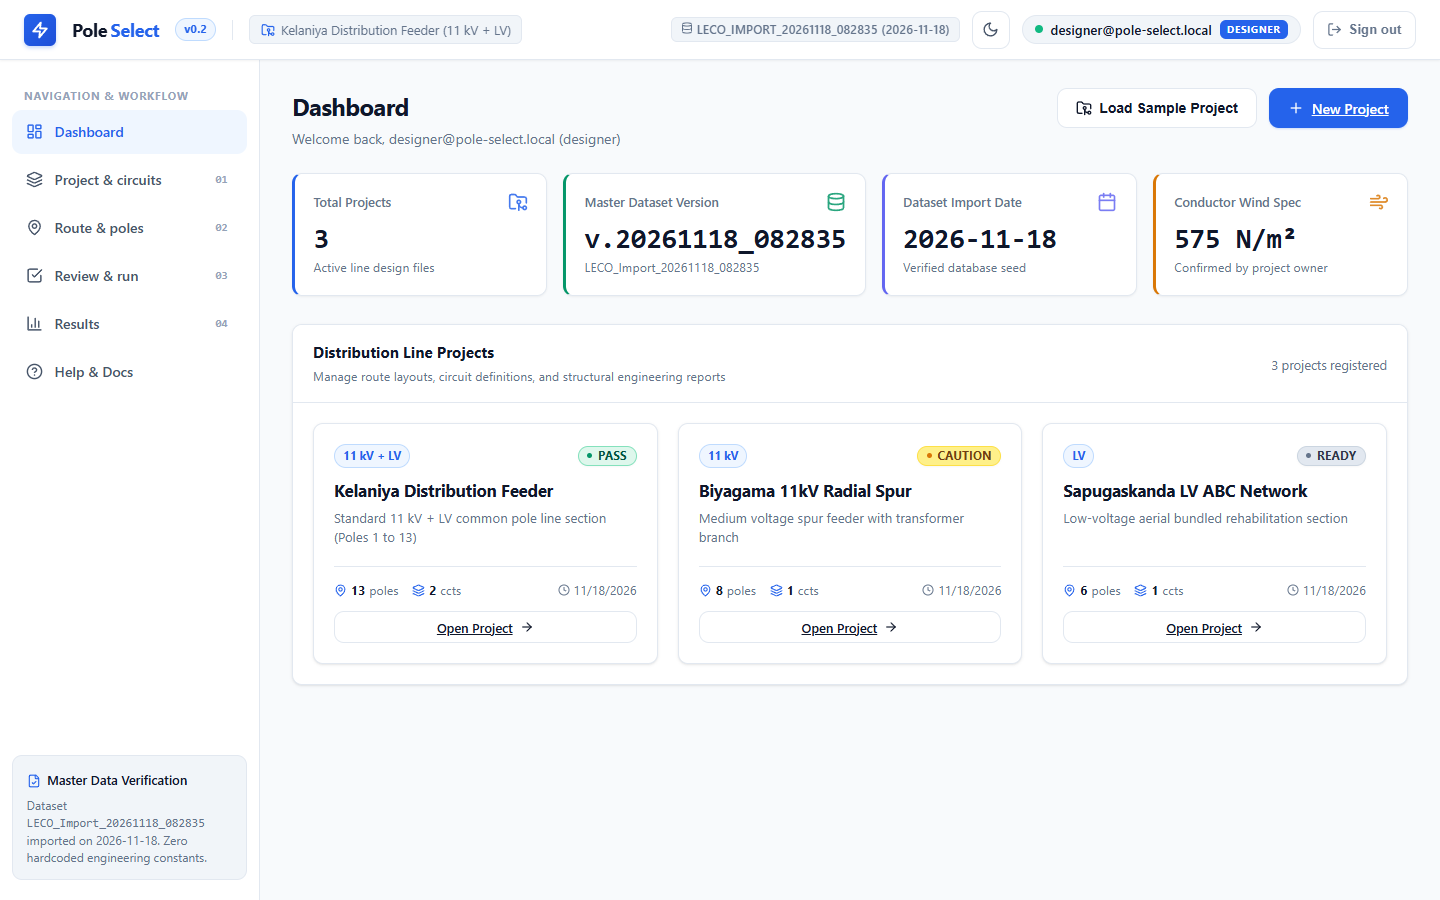 Pole Select v0.2 Kelaniya Distribution Feeder (11 kV + LV) LECO_IMPORT_20261118_082835 (2026-11-18) designer@pole-select.local DESIGNER Sign out
NAVIGATION & WORKFLOW
Dashboard
Project & circuits 01
Route & poles 02
Review & run 03
Results 04
Help & Docs
Master Data Verification
Dataset
LECO_Import_20261118_082835
imported on 2026-11-18. Zero
hardcoded engineering constants.
Dashboard
Welcome back, designer@pole-select.local (designer)
Load Sample Project
New Project
Total Projects
3
Active line design files
Master Dataset Version
v.20261118_082835
LECO_Import_20261118_082835
Dataset Import Date
2026-11-18
Verified database seed
Conductor Wind Spec
575 N/m²
Confirmed by project owner
Distribution Line Projects
Manage route layouts, circuit definitions, and structural engineering reports
3 projects registered
11 kV + LV PASS
Kelaniya Distribution Feeder
Standard 11 kV + LV common pole line section
(Poles 1 to 13)
13 poles 2 ccts 11/18/2026
Open Project
11 kV CAUTION
Biyagama 11kV Radial Spur
Medium voltage spur feeder with transformer
branch
8 poles 1 ccts 11/18/2026
Open Project
LV READY
Sapugaskanda LV ABC Network
Low-voltage aerial bundled rehabilitation section
6 poles 1 ccts 11/18/2026
Open Project